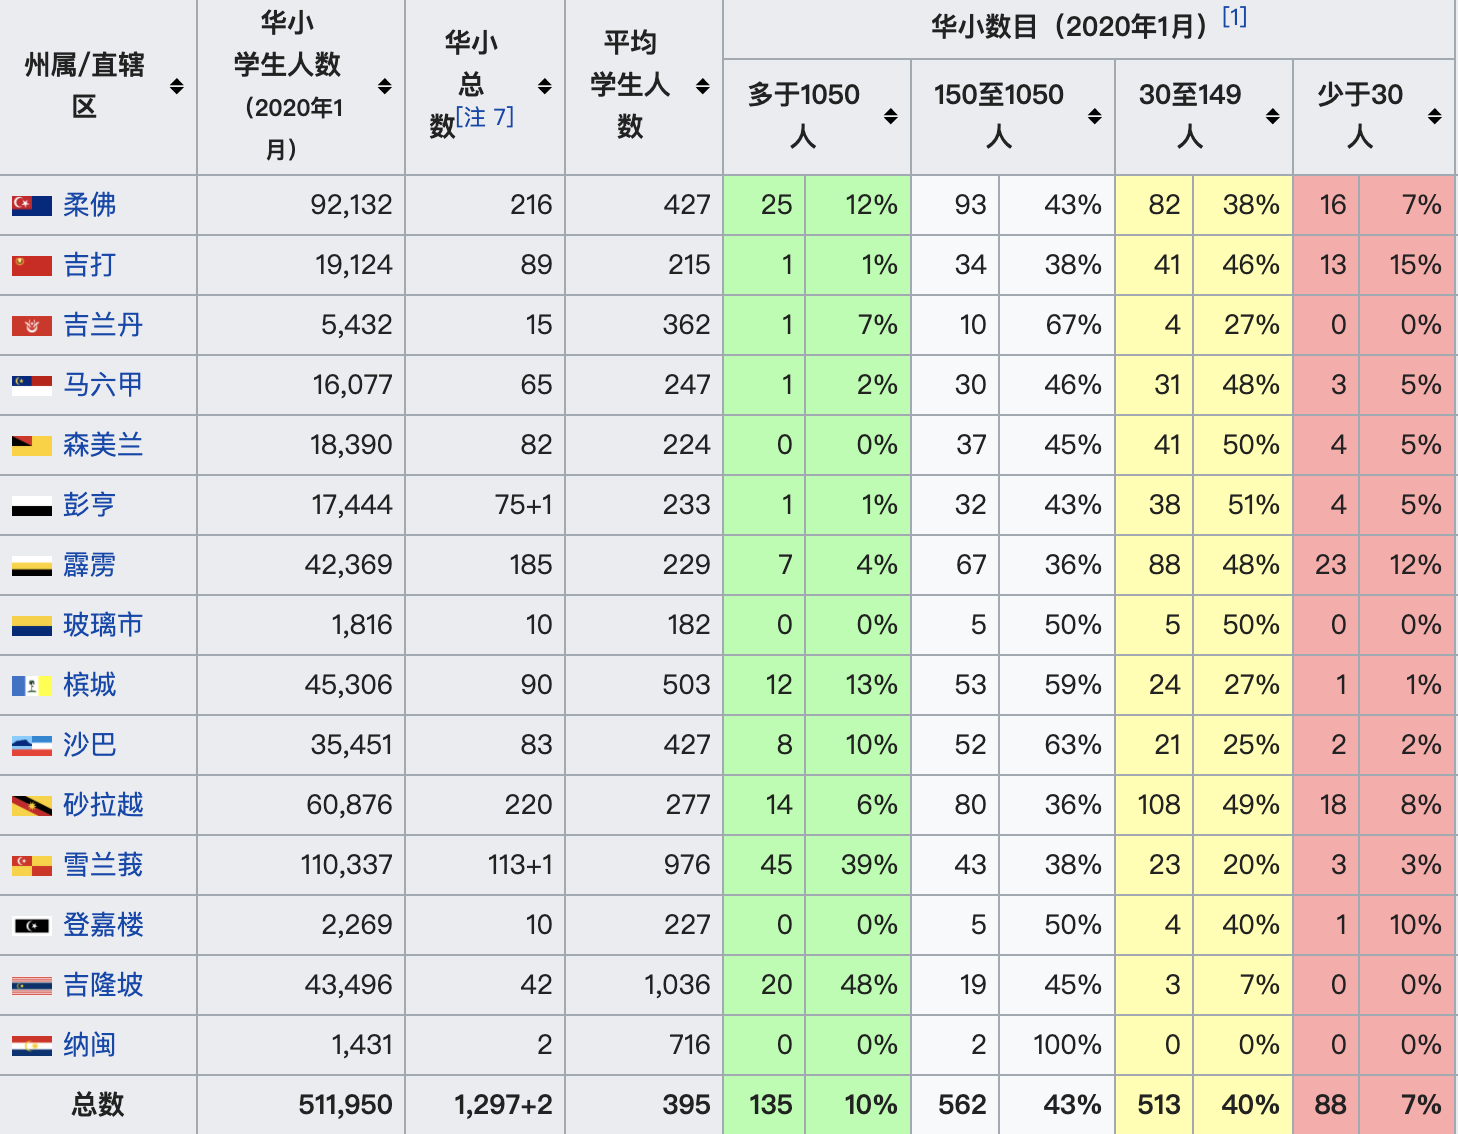 州属/直辖区 华小学生人数（2020年1月） 华小总数[注 7] 平均学生人数 华小数目（2020年1月）[1]
多于1050人 150至1050人 30至149人 少于30人
柔佛 92,132 216 427 25 12% 93 43% 82 38% 16 7%
吉打 19,124 89 215 1 1% 34 38% 41 46% 13 15%
吉兰丹 5,432 15 362 1 7% 10 67% 4 27% 0 0%
马六甲 16,077 65 247 1 2% 30 46% 31 48% 3 5%
森美兰 18,390 82 224 0 0% 37 45% 41 50% 4 5%
彭亨 17,444 75+1 233 1 1% 32 43% 38 51% 4 5%
霹雳 42,369 185 229 7 4% 67 36% 88 48% 23 12%
玻璃市 1,816 10 182 0 0% 5 50% 5 50% 0 0%
槟城 45,306 90 503 12 13% 53 59% 24 27% 1 1%
沙巴 35,451 83 427 8 10% 52 63% 21 25% 2 2%
砂拉越 60,876 220 277 14 6% 80 36% 108 49% 18 8%
雪兰莪 110,337 113+1 976 45 39% 43 38% 23 20% 3 3%
登嘉楼 2,269 10 227 0 0% 5 50% 4 40% 1 10%
吉隆坡 43,496 42 1,036 20 48% 19 45% 3 7% 0 0%
纳闽 1,431 2 716 0 0% 2 100% 0 0% 0 0%
总数 511,950 1,297+2 395 135 10% 562 43% 513 40% 88 7%